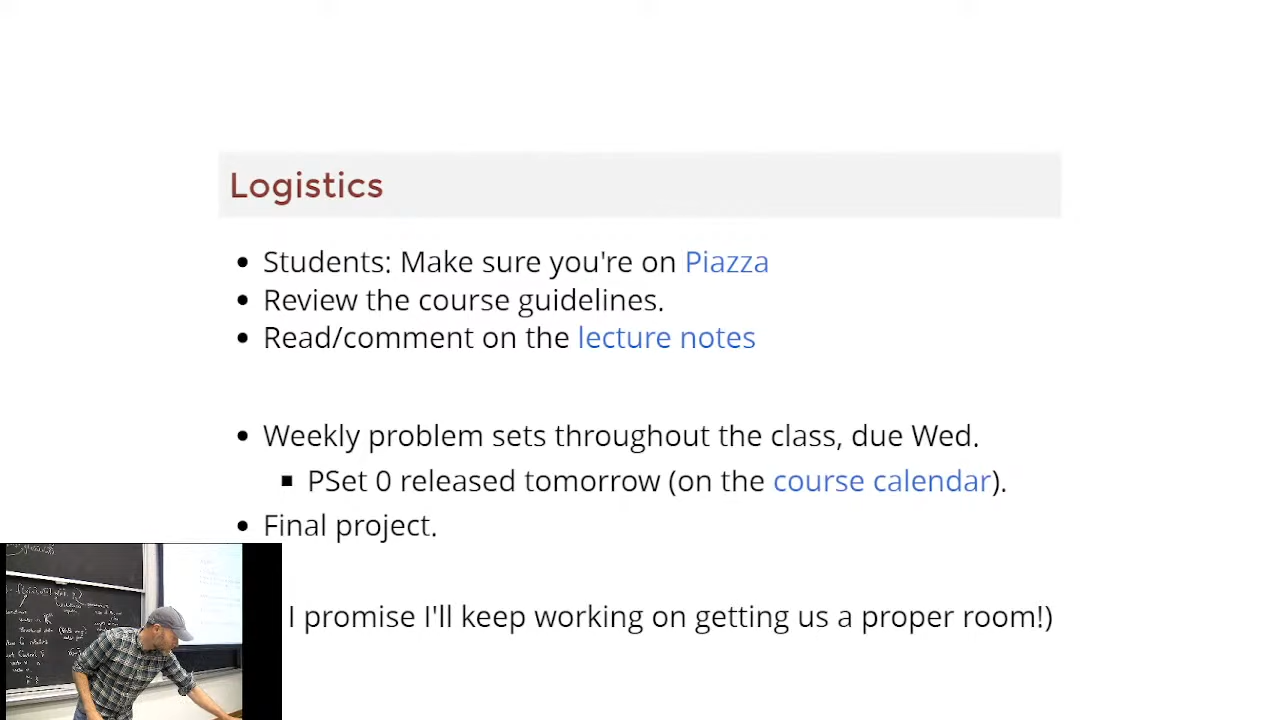 Logistics
Students: Make sure you're on Piazza
Review the course guidelines.
Read/comment on the lecture notes
Weekly problem sets throughout the class, due Wed.
PSet 0 released tomorrow (on the course calendar).
Final project.
I promise I'll keep working on getting us a proper room!)